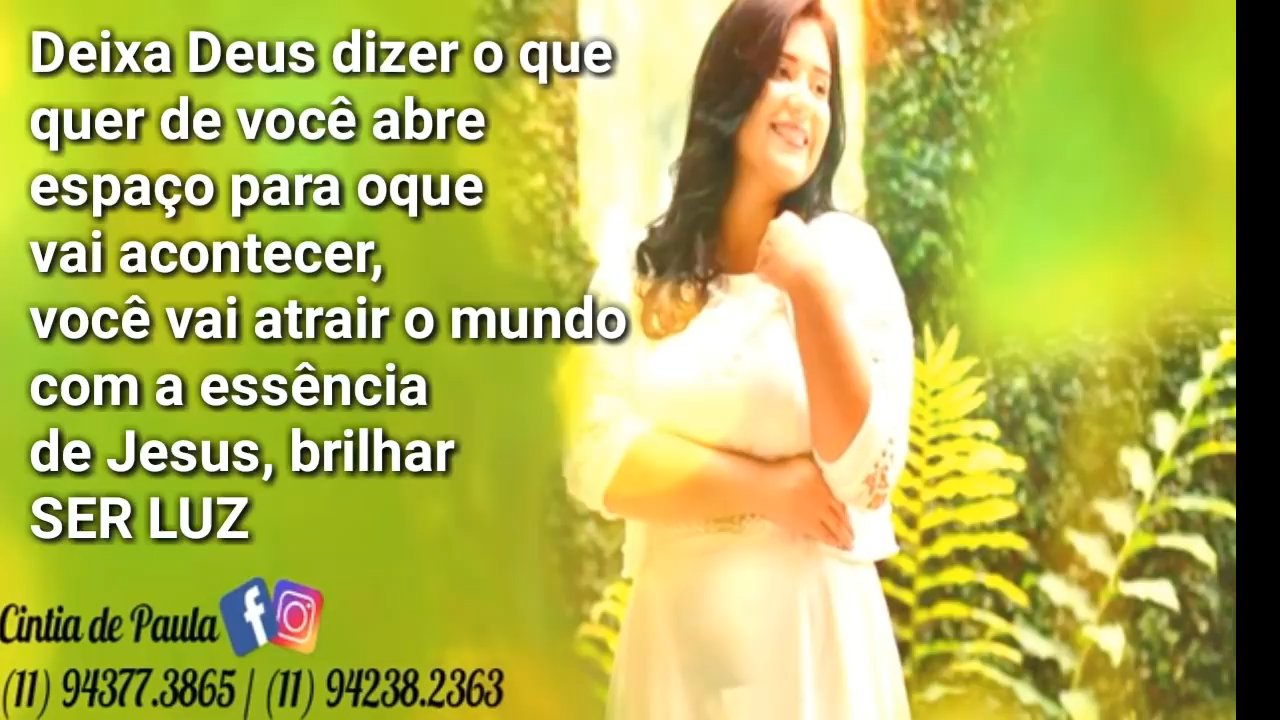 Deixa Deus dizer o que
quer de você abre
espaço para oque
vai acontecer,
você vai atrair o mundo
com a essência
de Jesus, brilhar
SER LUZ
Cintia de Paula
(11) 94377.3865 / (11) 94238.2363